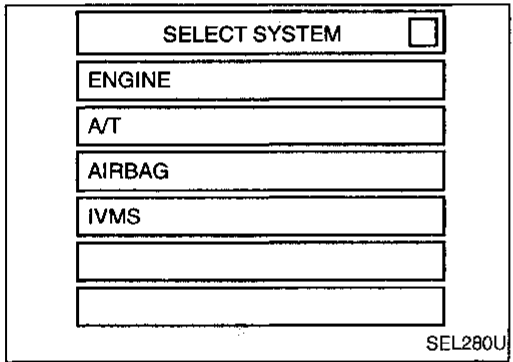 SELECT SYSTEM
ENGINE
A/T
AIRBAG
IVMS
SEL280U